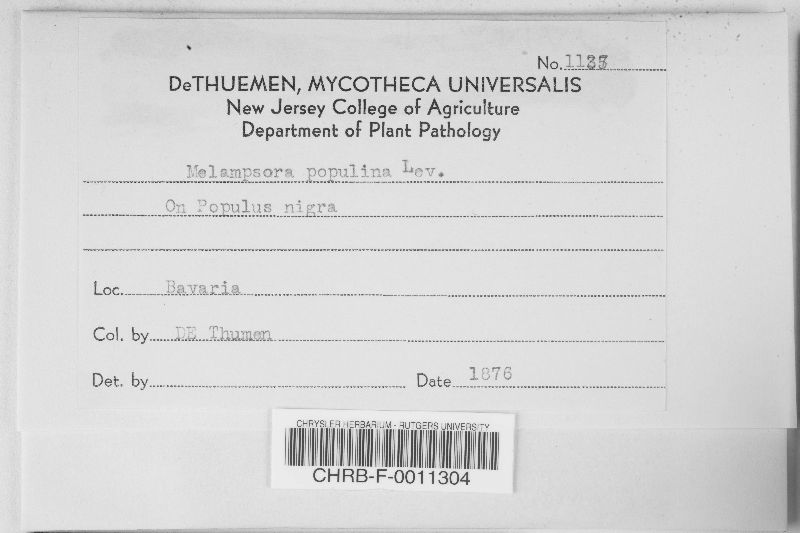 No.
DeTHUEMEN, MYCOTHECA UNIVERSALIS
New Jersey College of Agriculture
Department of Plant Pathology
Melampsora populina Lev.
On Populus nigra
Loc. Bavaria
Col. by DE Thumen
Det. by
Date 1876
CHRYSLER HERBARIUM - RUTGERS UNIVERSITY
CHRB-F-0011304